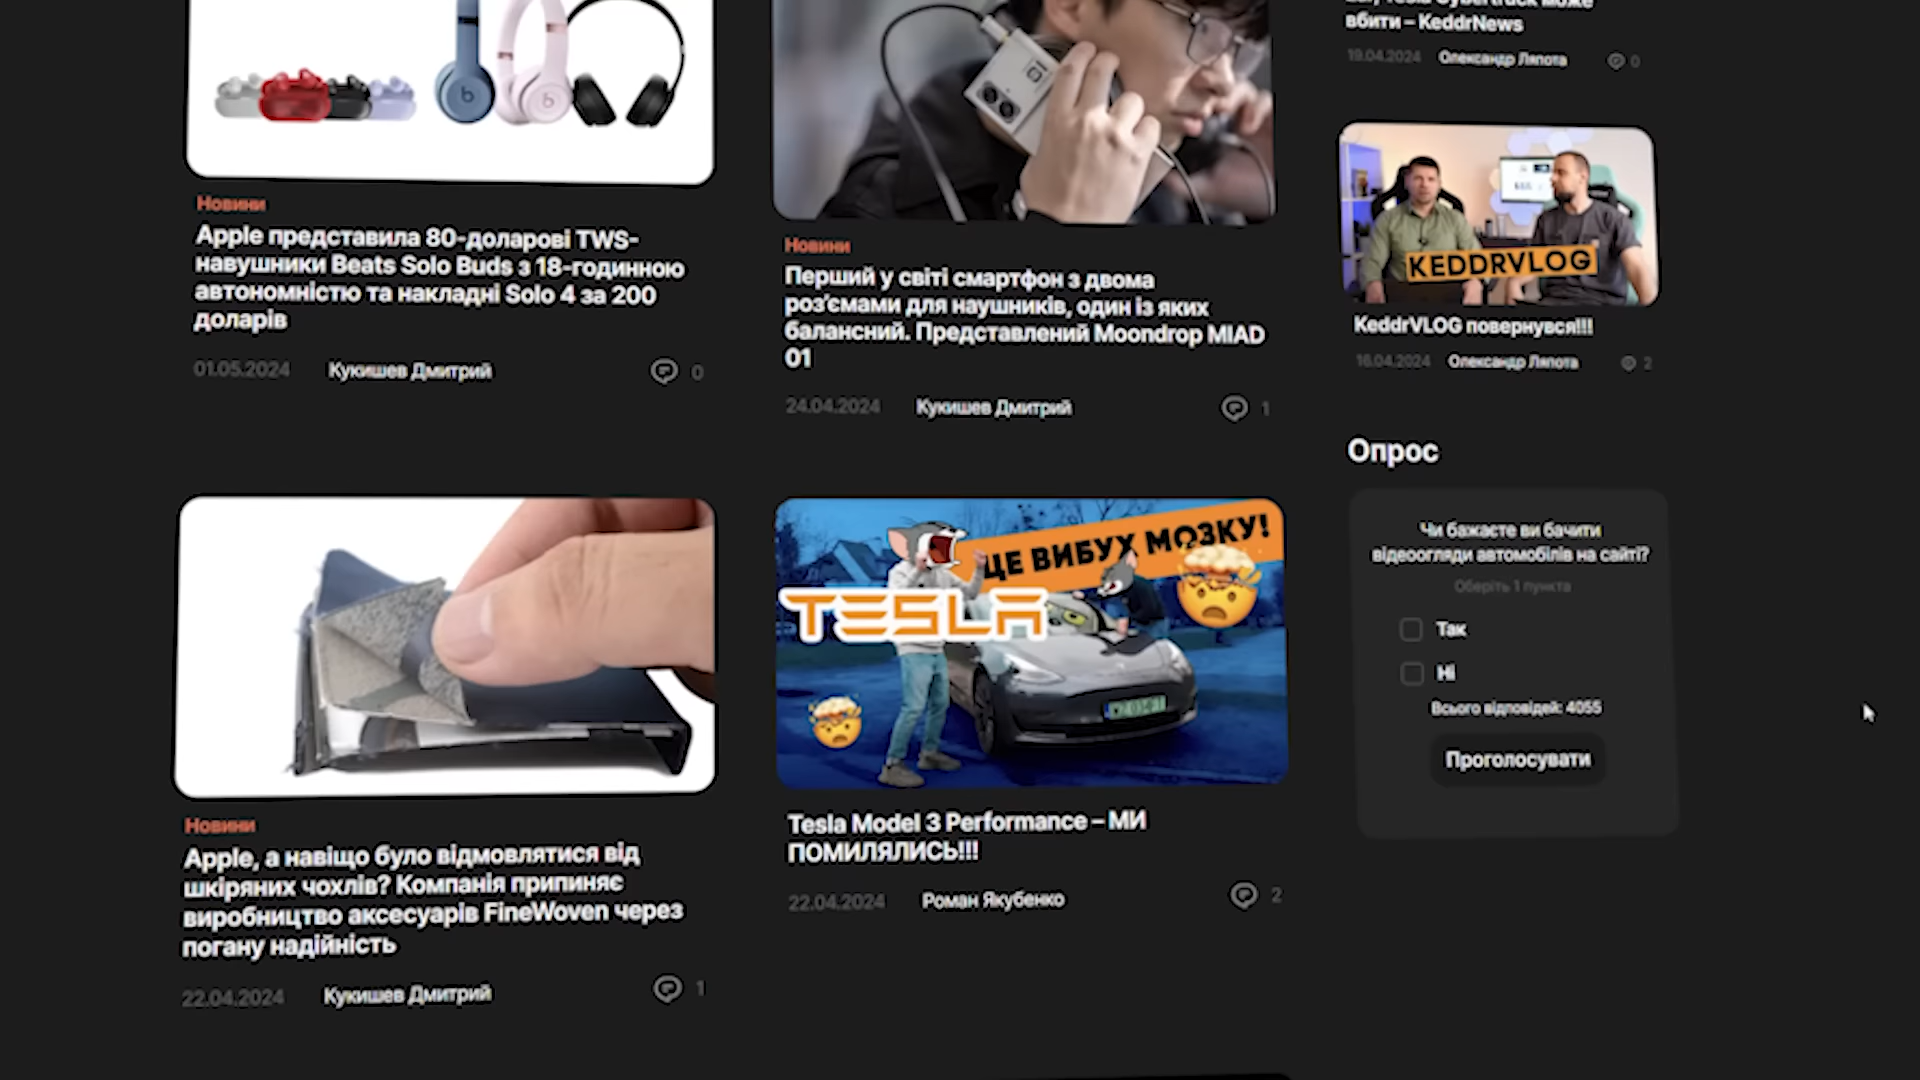 Новини
Apple представила 80-доларові TWS-
навушники Beats Solo Buds з 18-годинною
автономністю та накладні Solo 4 за 200
доларів
01.05.2024 Кукишев Дмитрий 0
Новини
Перший у світі смартфон з двома
роз'ємами для наушників, один із яких
балансний. Представлений Moondrop MIAD
01
24.04.2024 Кукишев Дмитрий 1
Новини
Apple, а навіщо було відмовлятися від
шкіряних чохлів? Компанія припиняє
виробництво аксесуарів FineWoven через
погану надійність
22.04.2024 Кукишев Дмитрий 1
ЦЕ ВИБУХ МОЗКУ!
TESLA
Tesla Model 3 Performance – МИ
ПОМИЛЯЛИСЬ!!!
22.04.2024 Роман Якубенко 2
Tesla Cybertruck може
вбити – KeddrNews
19.04.2024 Олександр Ляпота 0
KEDDRVLOG
KeddrVLOG повернувся!!!
16.04.2024 Олександр Ляпота 2
Опрос
Чи бажаєте ви бачити
відеоогляди автомобілів на сайті?
Оберіть 1 пункта
Так
Ні
Всього відповідей: 4055
Проголосувати